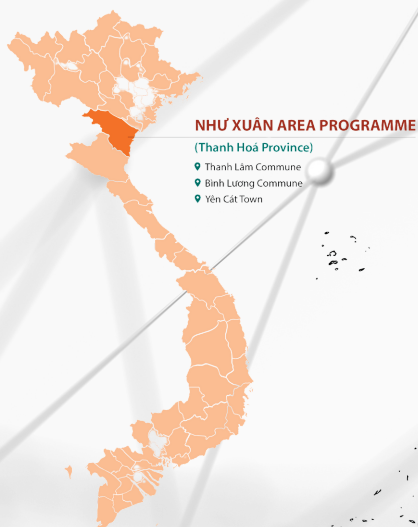 NHƯ XUÂN AREA PROGRAMME
(Thanh Hoá Province)
Thanh Lâm Commune
Bình Lương Commune
Yên Cát Town